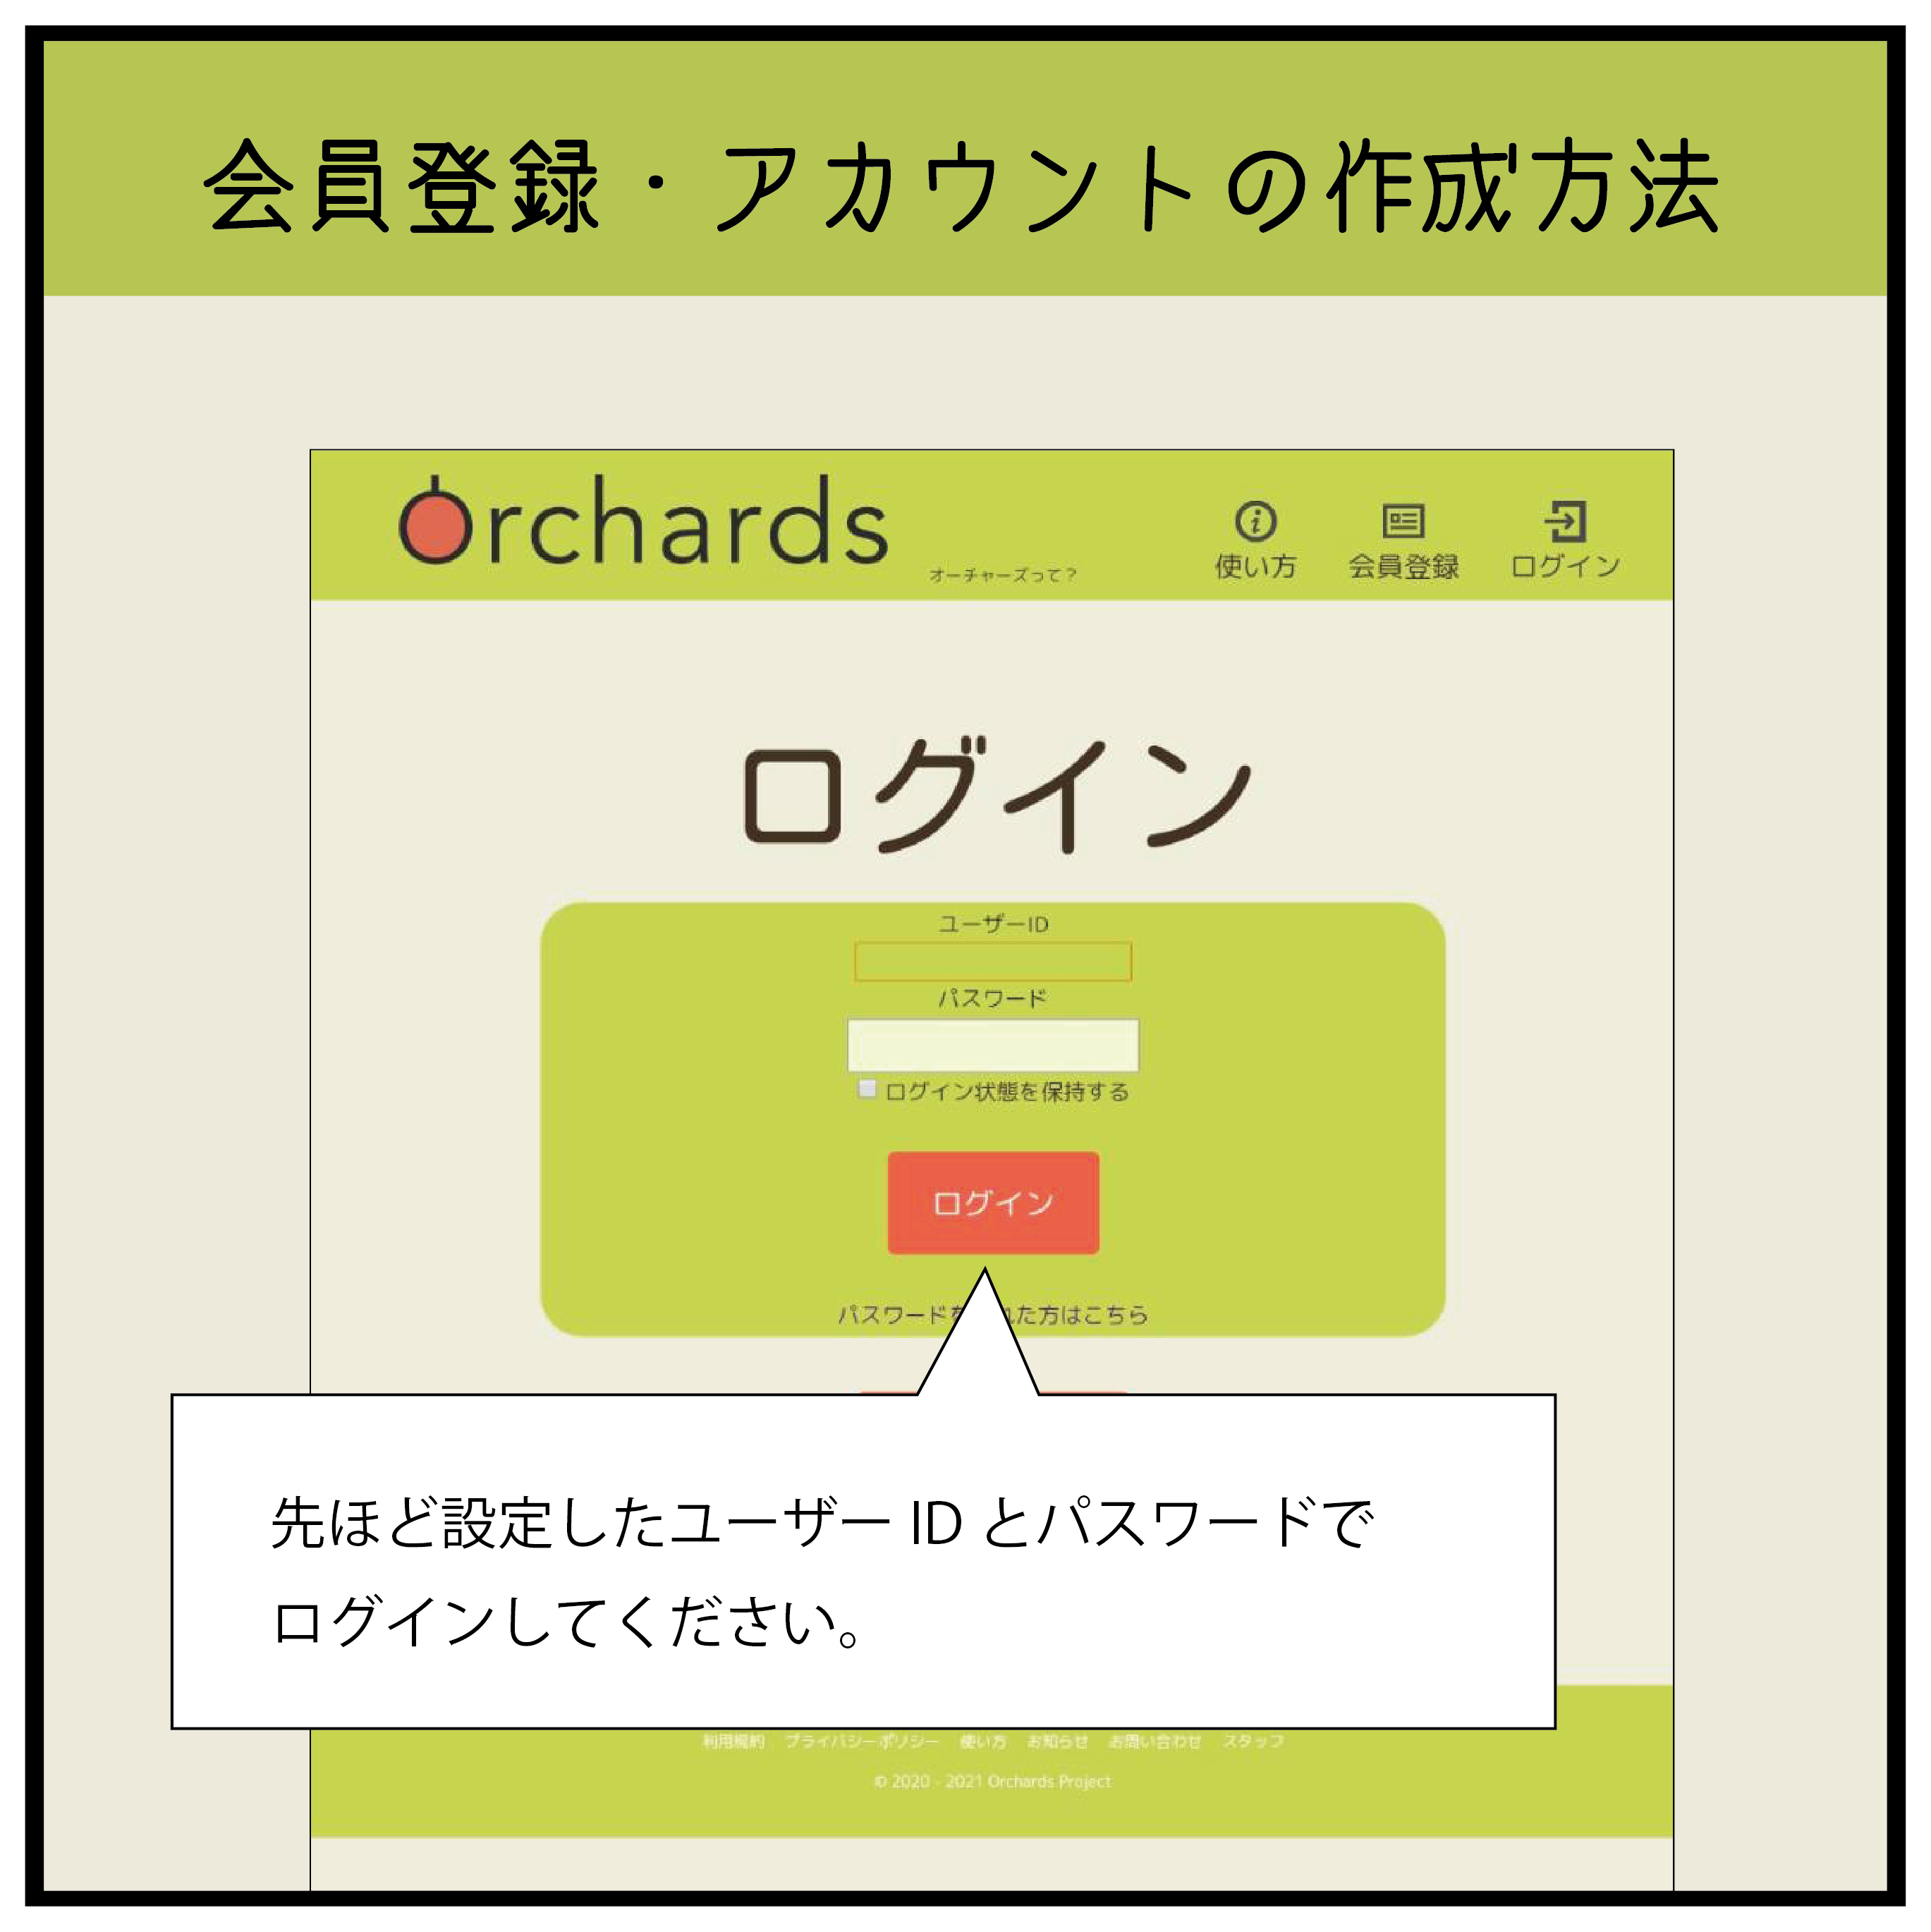 会員登録・アカウントの作成方法
Orchards
オーチャーズって？
使い方
会員登録
ログイン
ログイン
ユーザーID
パスワード
ログイン状態を保持する
ログイン
パスワードを れた方はこちら
先ほど設定したユーザー ID とパスワードで
ログインしてください。
利用規約 プライバシーポリシー 使い方 お知らせ お問い合わせ スタッフ
© 2020 - 2021 Orchards Project